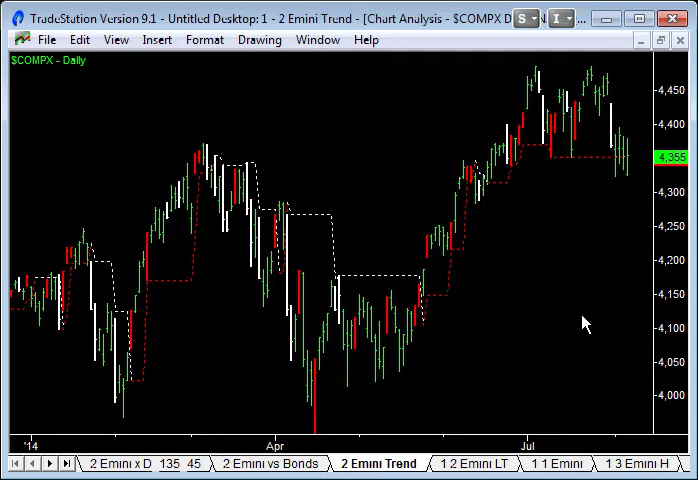 TradeStation Version 9.1 - Untitled Desktop: 1 - 2 Emini Trend - [Chart Analysis - $COMPX D
S
I
File Edit View Insert Format Drawing Window Help
$COMPX - Daily
4,450
4,400
4,355
4,300
4,250
4,200
4,150
4,100
4,050
4,000
'14 Apr Jul
2 Emini x D 135 45 2 Emini vs Bonds 2 Emini Trend 1 2 Emini LT 1 1 Emini 1 3 Emini H